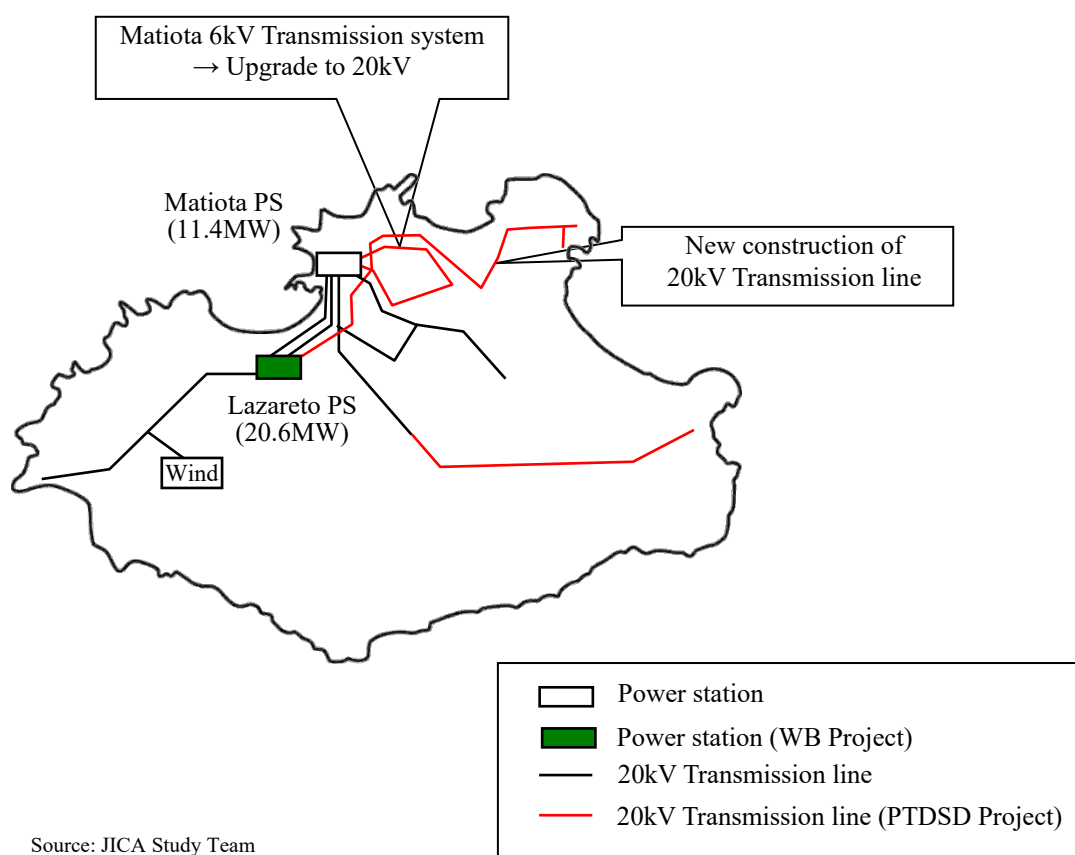 Matiota 6kV Transmission system
→ Upgrade to 20kV
Matiota PS
(11.4MW)
New construction of
20kV Transmission line
Lazareto PS
(20.6MW)
Wind
Power station
Power station (WB Project)
20kV Transmission line
20kV Transmission line (PTDSD Project)
Source: JICA Study Team